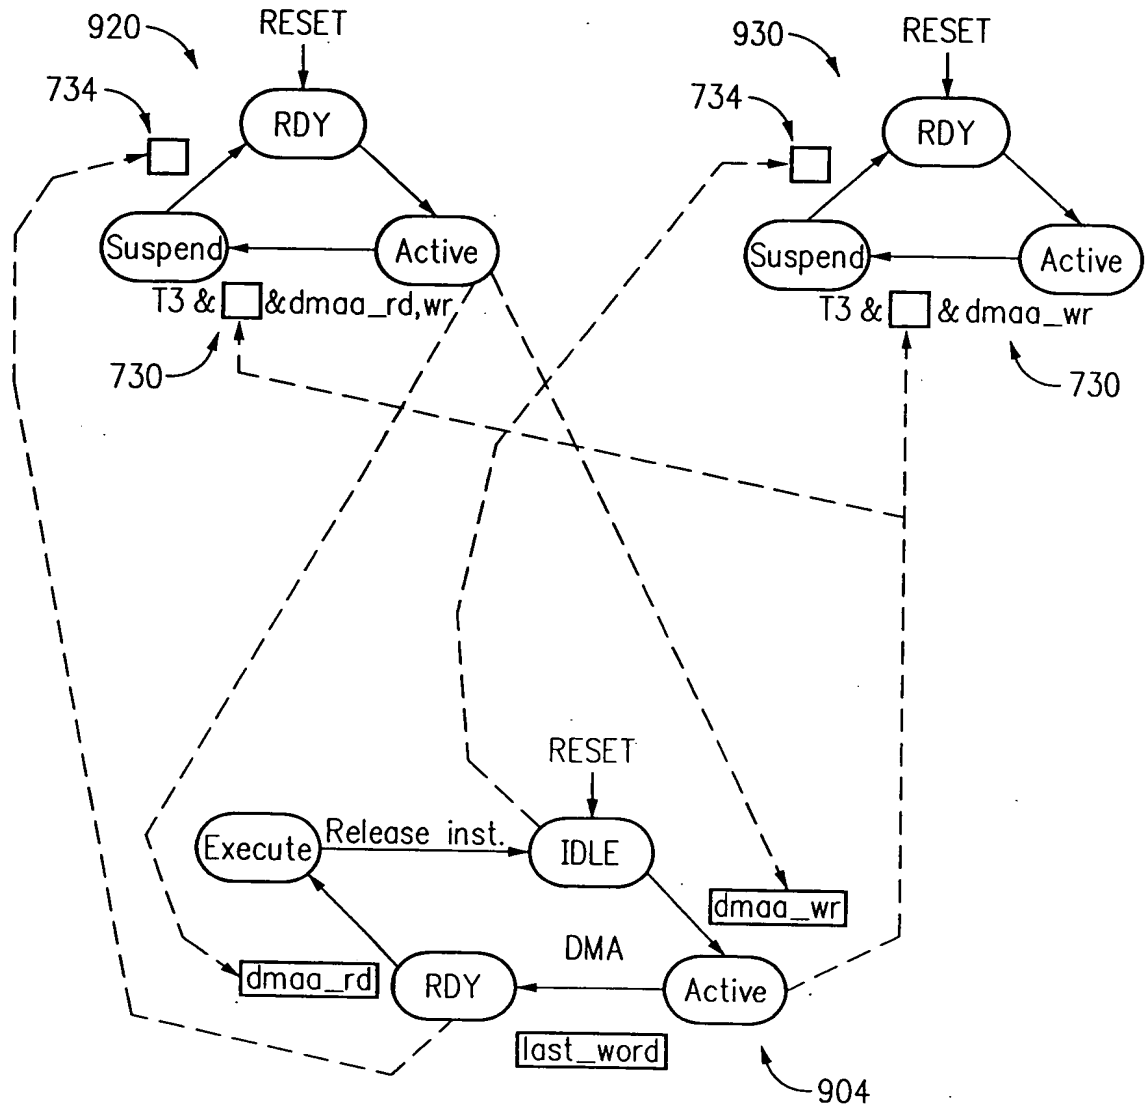 920
RESET
930
RESET
734
734
RDY
RDY
Suspend
Active
Suspend
Active
T3 & &dmaa_rd,wr
T3 & & dmaa_wr
730
730
RESET
Execute
Release inst.
IDLE
dmaa_wr
DMA
dmaa_rd
RDY
Active
last_word
904